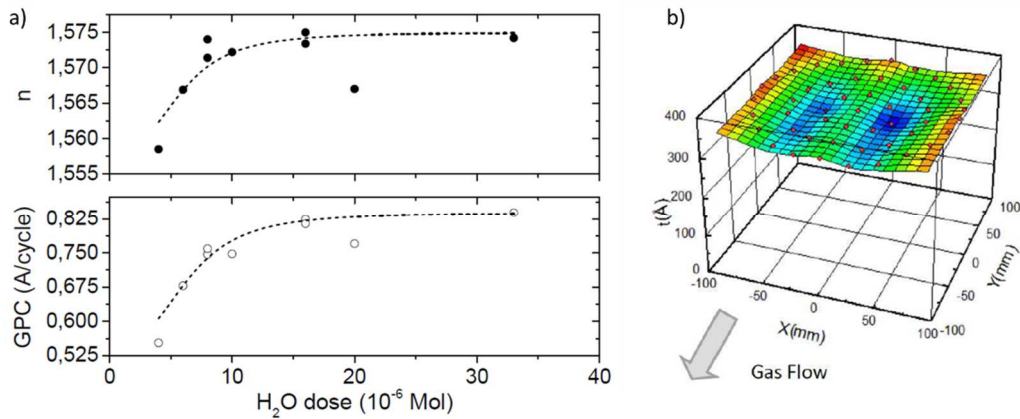 a)
1,575
1,570
1,565
1,560
1,555
n
0,825
0,750
0,675
0,600
0,525
GPC (A/cycle)
0 10 20 30 40
H2O dose (10-6 Mol)
b)
400
300
200
100
0
t(Å)
-100 -50 0 50 100
X(mm)
-100 -50 0 50 100
Y(mm)
Gas Flow